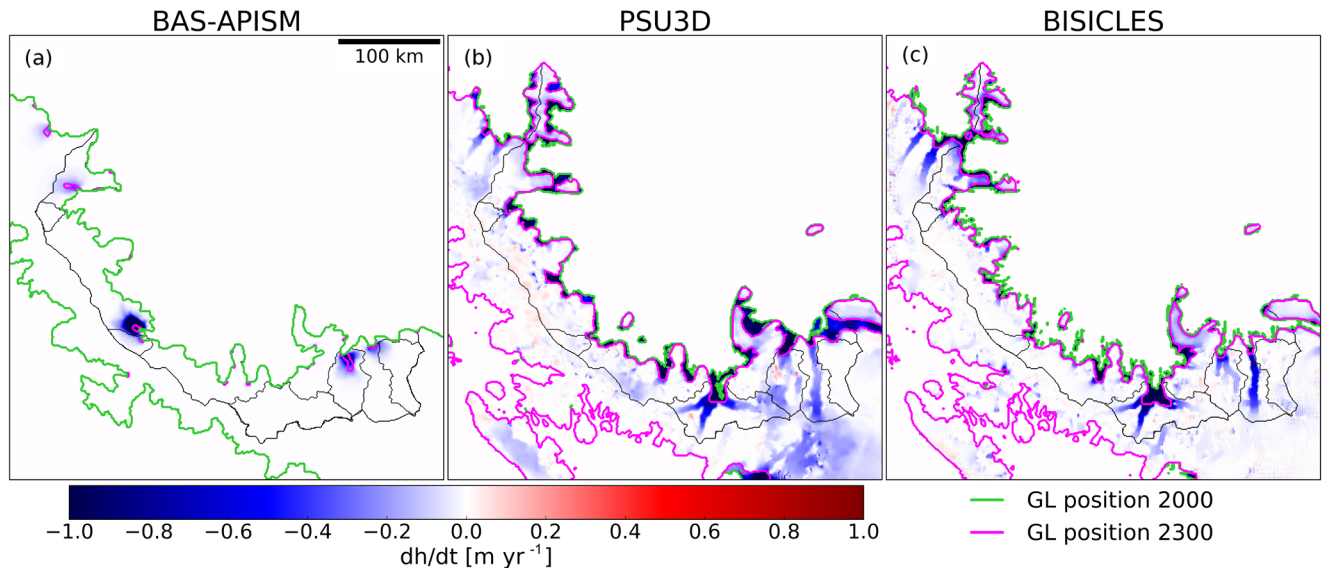 BAS-APISM PSU3D BISICLES
(a) (b) (c)
100 km
−1.0 −0.8 −0.6 −0.4 −0.2 0.0 0.2 0.4 0.6 0.8 1.0
dh/dt [m yr⁻¹]
GL position 2000
GL position 2300